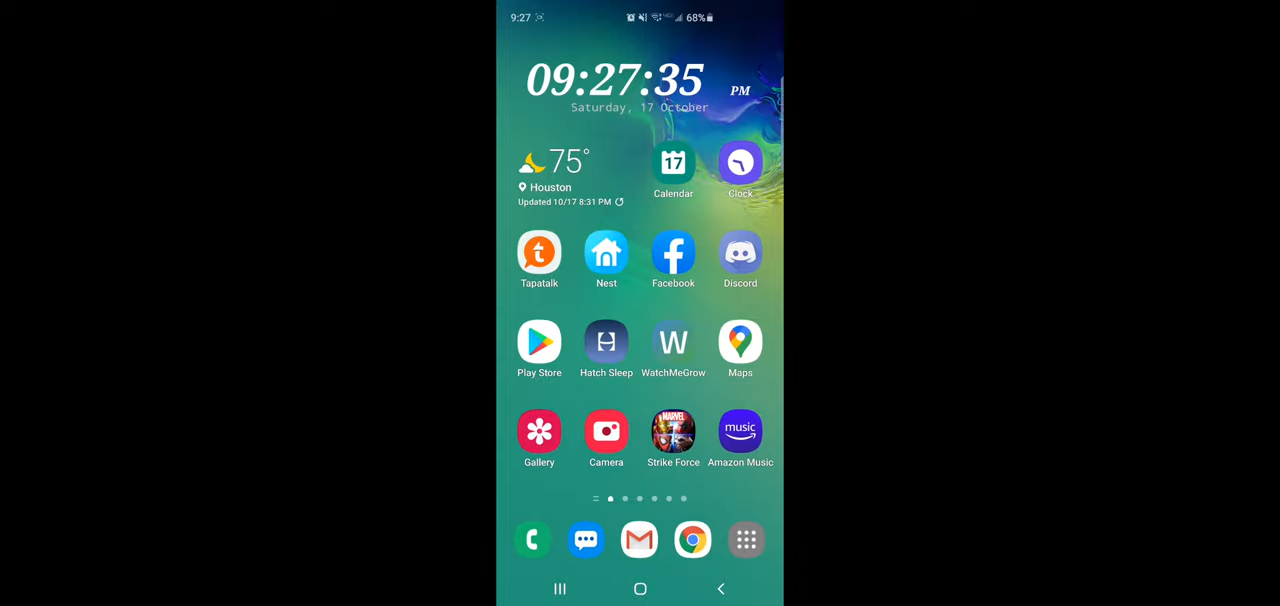 9:27
68%
09:27:35 PM
Saturday, 17 October
75°
Houston
Updated 10/17 8:31 PM
17
Calendar
Clock
Tapatalk
Nest
Facebook
Discord
W
Play Store
Hatch Sleep
WatchMeGrow
Maps
MARVEL
music
Gallery
Camera
Strike Force
Amazon Music